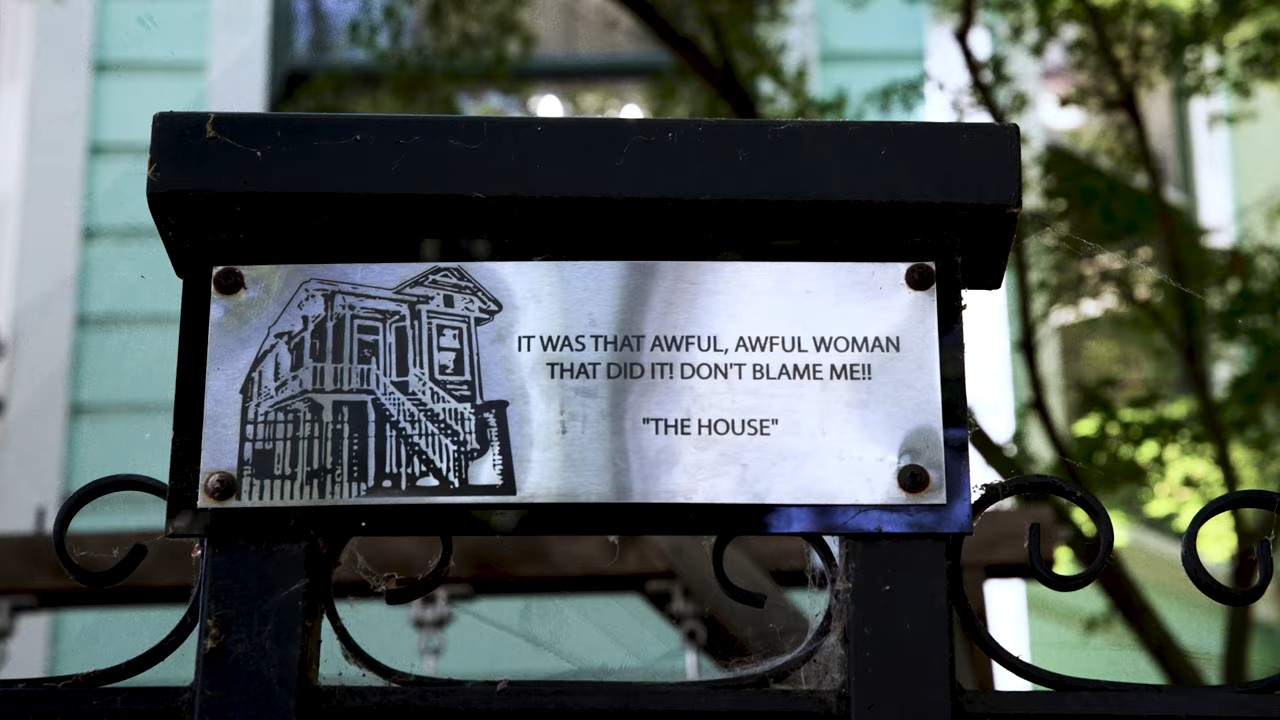 IT WAS THAT AWFUL, AWFUL WOMAN
THAT DID IT! DON'T BLAME ME!!
"THE HOUSE"